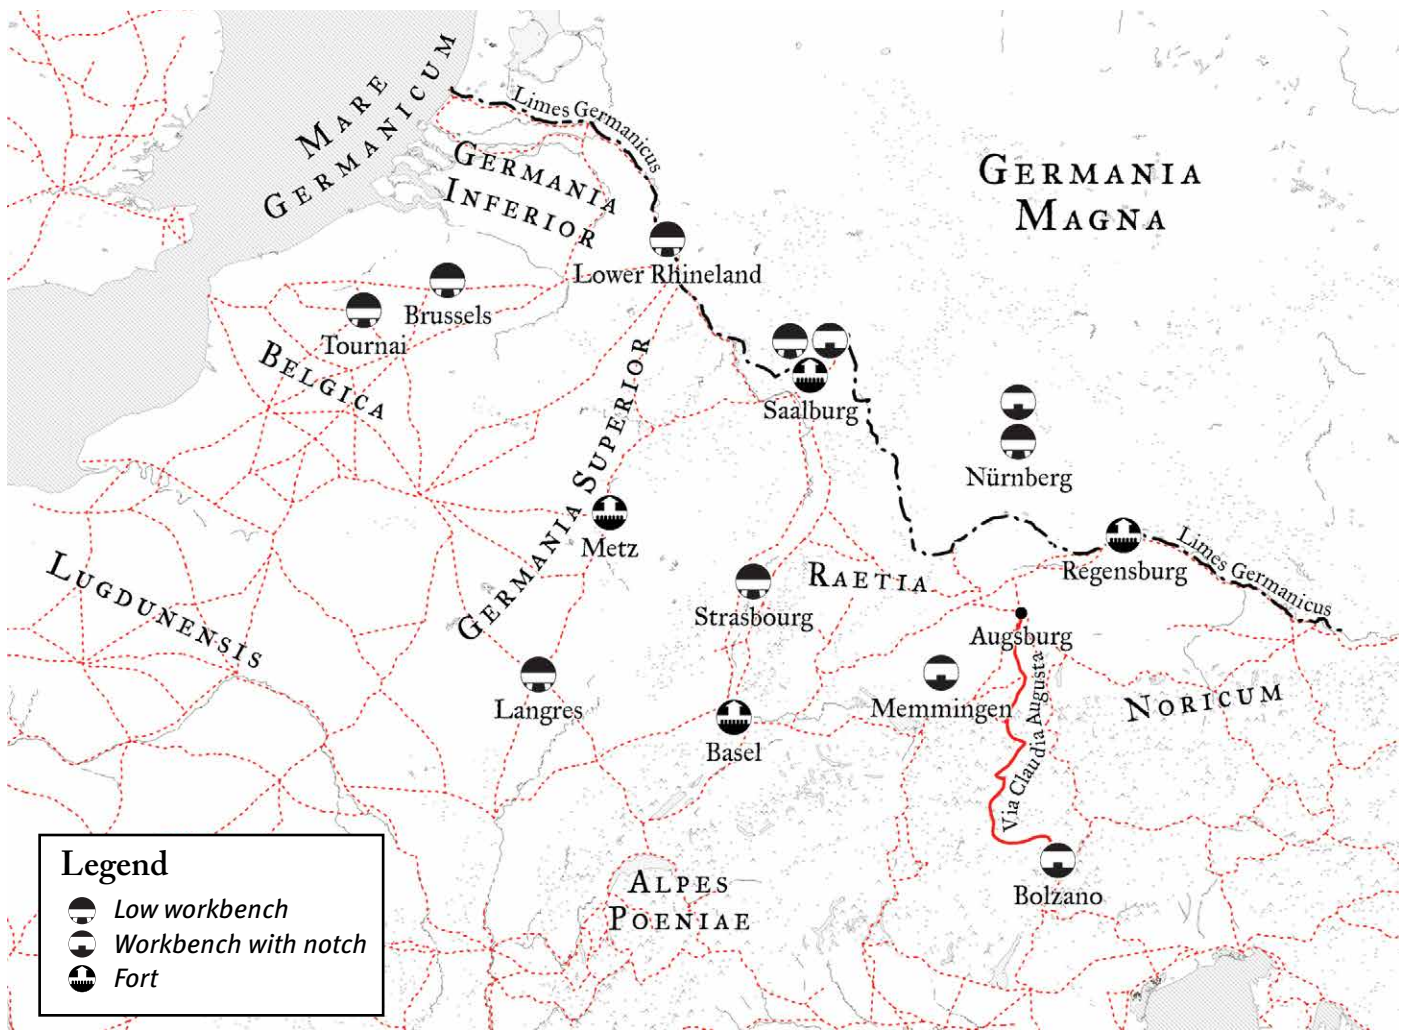 MARE
GERMANICUM
Limes Germanicus
GERMANIA
INFERIOR
GERMANIA
MAGNA
Lower Rhineland
Brussels
Tournai
BELGICA
Saalburg
GERMANIA SUPERIOR
Nürnberg
Metz
LUGDUNENSIS
RAETIA
Regensburg
Limes Germanicus
Strasbourg
Augsburg
Langres
Memmingen
Via Claudia Augusta
NORICUM
Basel
ALPES
POENIAE
Bolzano
Legend
Low workbench
Workbench with notch
Fort